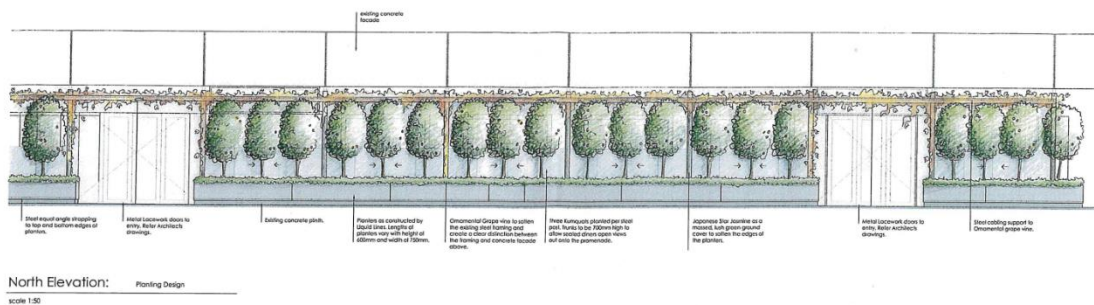 existing concrete
facade
Steel equal angle strapping
to top and bottom edges of
planters.
Metal Lacework doors to
entry. Refer Architects
drawings.
Existing concrete plinth.
Planters as constructed by
Liquid Lines. Lengths of
planters vary with height of
600mm and width at 750mm.
Ornamental Grape vine to soften
the existing steel framing and
create a clear distinction between
the framing and concrete facade
above.
Three Kumquats planted per steel
post. Trunks to be 700mm high to
allow seated diners open views
out onto the promenade.
Japanese Star Jasmine as a
massed, lush green ground
cover to soften the edges of
the planters.
Metal Lacework doors to
entry. Refer Architects
drawings.
Steel cabling support to
Ornamental grape vine.
North Elevation: Planting Design
scale 1:50